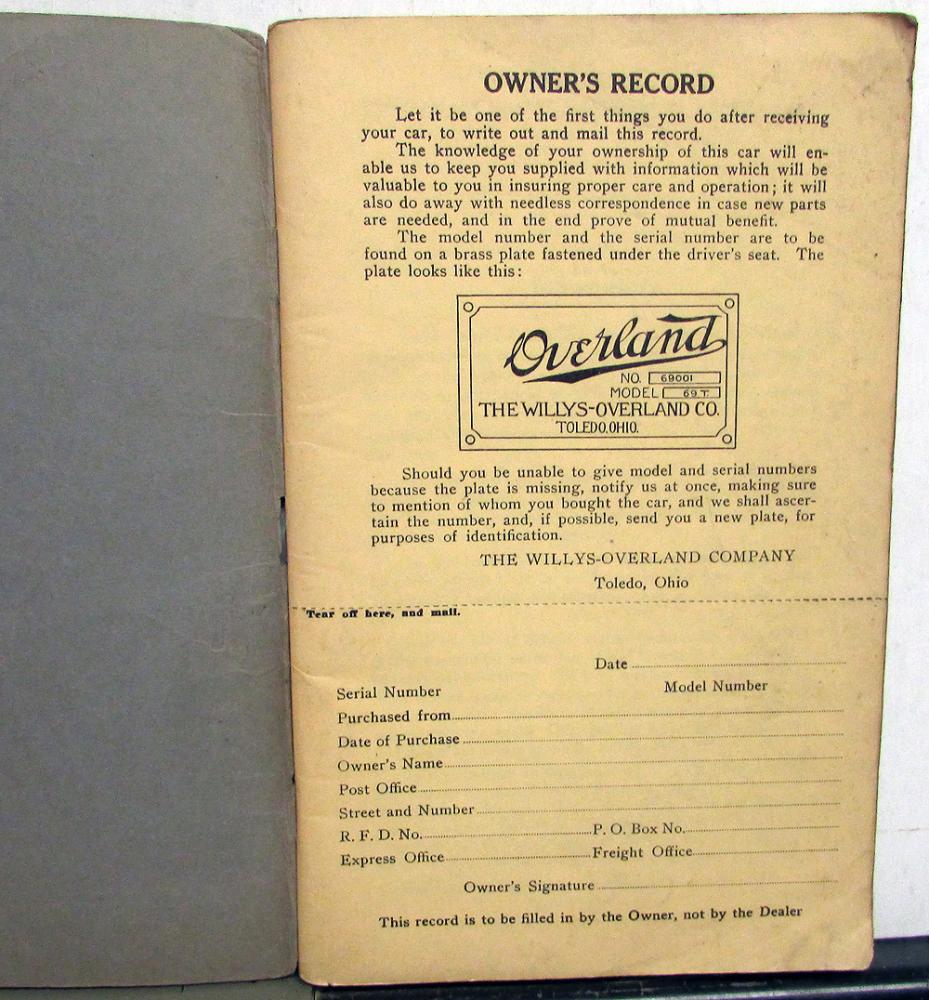 OWNER'S RECORD
Let it be one of the first things you do after receiving
your car, to write out and mail this record.
The knowledge of your ownership of this car will en-
able us to keep you supplied with information which will be
valuable to you in insuring proper care and operation; it will
also do away with needless correspondence in case new parts
are needed, and in the end prove of mutual benefit.
The model number and the serial number are to be
found on a brass plate fastened under the driver's seat. The
plate looks like this:
Overland
NO. 69001
MODEL 69 T.
THE WILLYS-OVERLAND CO.
TOLEDO, OHIO.
Should you be unable to give model and serial numbers
because the plate is missing, notify us at once, making sure
to mention of whom you bought the car, and we shall ascer-
tain the number, and, if possible, send you a new plate, for
purposes of identification.
THE WILLYS-OVERLAND COMPANY
Toledo, Ohio
Tear off here, and mail.
Date
Serial Number Model Number
Purchased from
Date of Purchase
Owner's Name
Post Office
Street and Number
R. F. D. No. P. O. Box No.
Express Office Freight Office
Owner's Signature
This record is to be filled in by the Owner, not by the Dealer